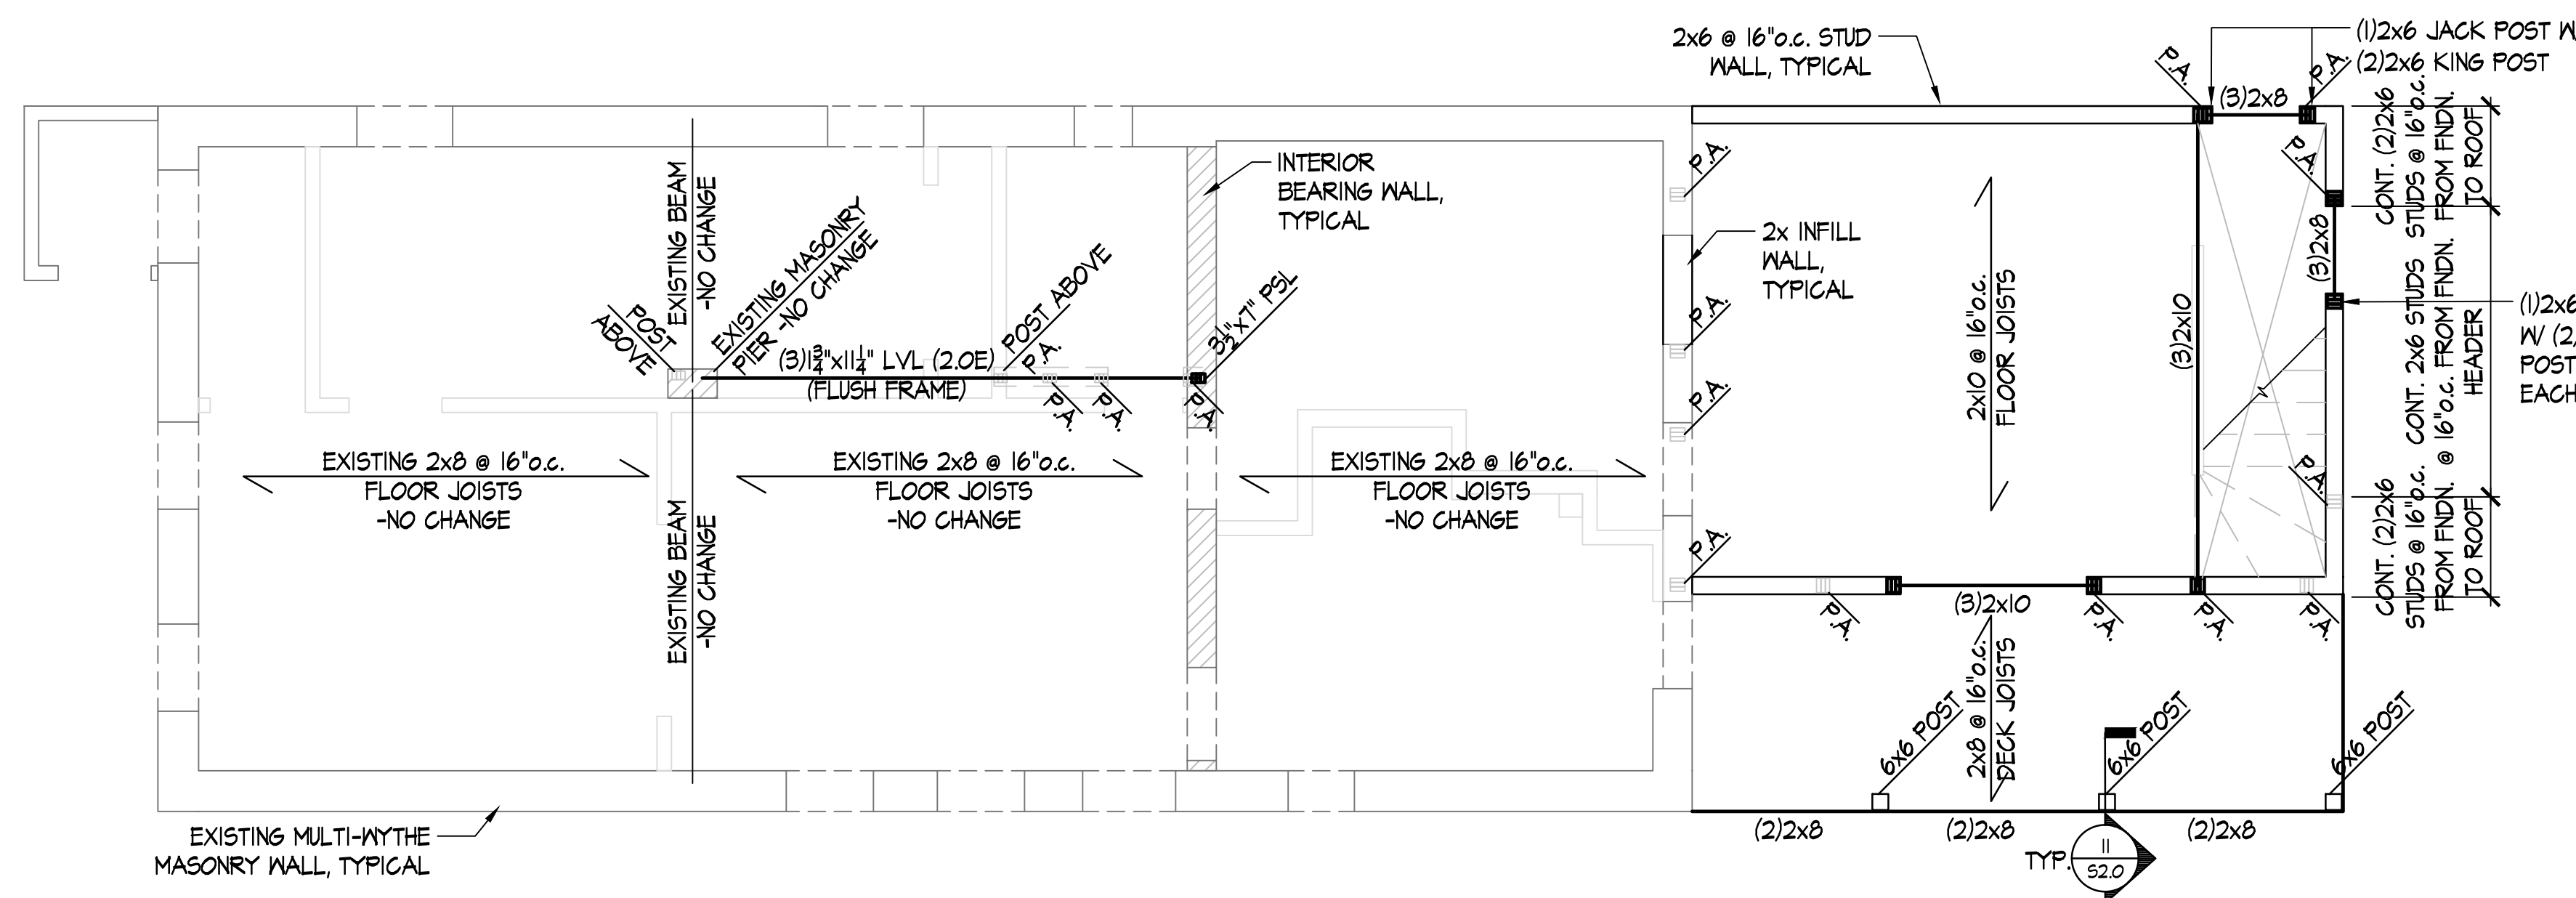 2x6 @ 16"o.c. STUD
WALL, TYPICAL
P.A.
(3)2x8
P.A.
(1)2x6 JACK POST W
(2)2x6 KING POST
P.A.
(3)2x8
CONT. (2)2x6
STUDS @ 16"o.c.
FROM FNDN.
TO ROOF
CONT. 2x6 STUDS
@ 16"o.c. FROM FNDN.
HEADER
CONT. (2)2x6
STUDS @ 16"o.c.
FROM FNDN.
TO ROOF
(1)2x6
W/ (2)
POST
EACH
EXISTING BEAM
-NO CHANGE
EXISTING MASONRY
PIER -NO CHANGE
POST
ABOVE
(3)1¾"x11¼" LVL (2.0E)
(FLUSH FRAME)
POST ABOVE
P.A.
P.A.
P.A.
P.A.
3½"x7" PSL
INTERIOR
BEARING WALL,
TYPICAL
P.A.
2x INFILL
WALL,
TYPICAL
P.A.
P.A.
P.A.
2x10 @ 16"o.c.
FLOOR JOISTS
(3)2x10
P.A.
EXISTING 2x8 @ 16"o.c.
FLOOR JOISTS
-NO CHANGE
EXISTING 2x8 @ 16"o.c.
FLOOR JOISTS
-NO CHANGE
EXISTING 2x8 @ 16"o.c.
FLOOR JOISTS
-NO CHANGE
EXISTING BEAM
-NO CHANGE
P.A.
(3)2x10
P.A.
P.A.
P.A.
2x8 @ 16"o.c.
DECK JOISTS
6x6 POST
6x6 POST
6x6 POST
(2)2x8
(2)2x8
(2)2x8
TYP.
11
S2.0
EXISTING MULTI-WYTHE
MASONRY WALL, TYPICAL